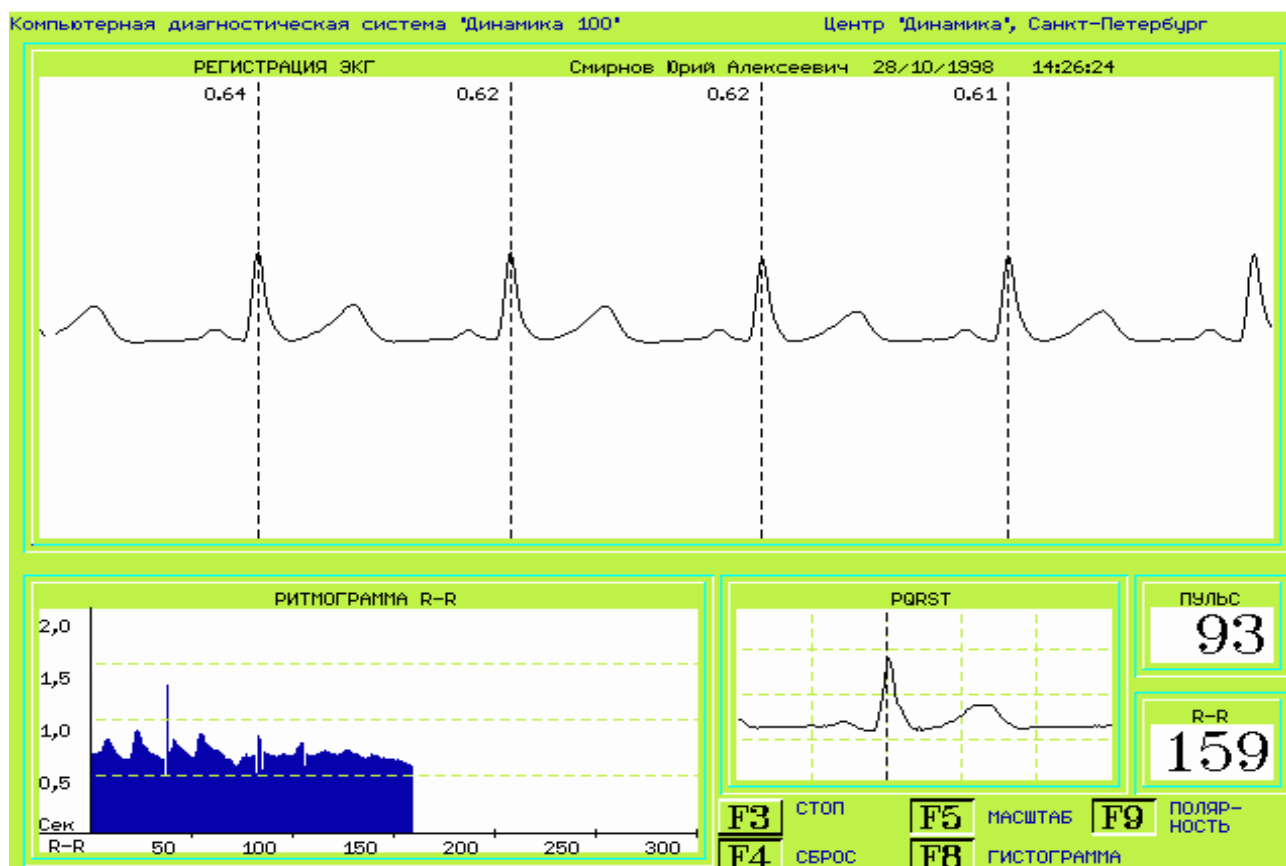 Компьютерная диагностическая система "Динамика 100" Центр "Динамика", Санкт-Петербург
РЕГИСТРАЦИЯ ЭКГ Смирнов Юрий Алексеевич 28/10/1998 14:26:24
0.64 0.62 0.62 0.61
РИТМОГРАММА R-R
2,0
1,5
1,0
0,5
Сек
R-R 50 100 150 200 250 300
PQRST
ПУЛЬС
93
R-R
159
F3 СТОП F5 МАСШТАБ F9 ПОЛЯР-
НОСТЬ
F4 СБРОС F8 ГИСТОГРАММА